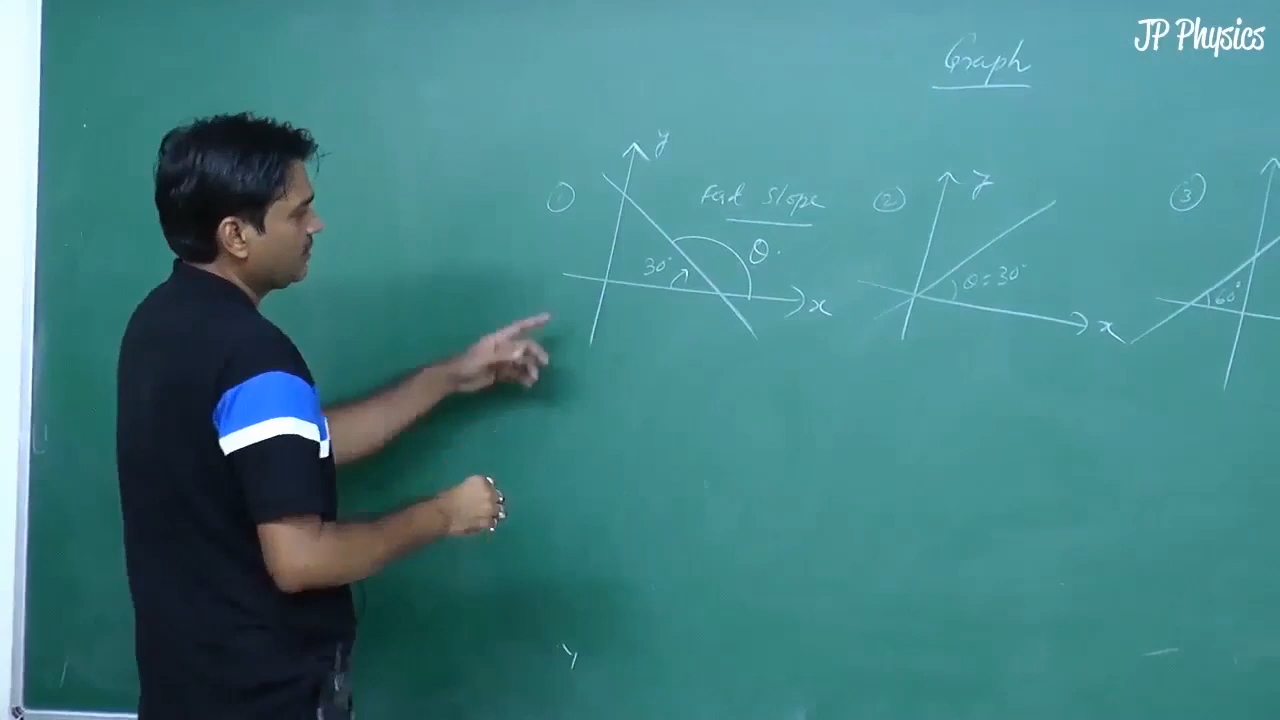 JP Physics
Graph
① y Find Slope 30° θ x
② y θ = 30° x
③ 60°